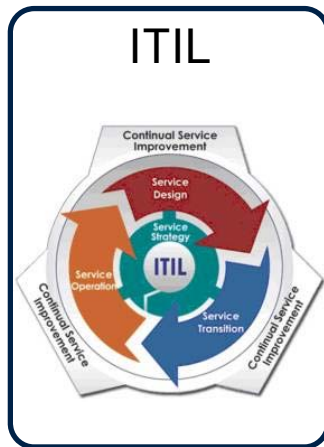 ITIL
Continual Service
Improvement
Service
Design
Service
Strategy
ITIL
Service
Operation
Service
Transition
Continual Service
Improvement
Continual Service
Improvement